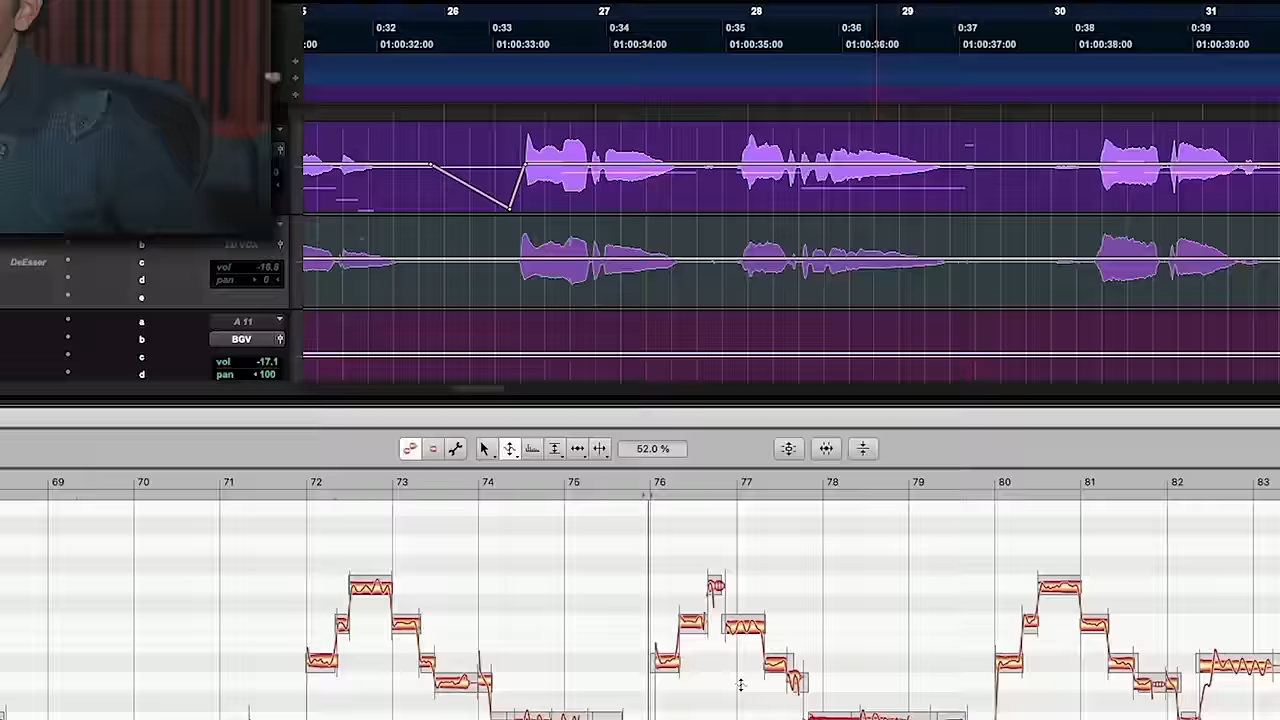 26 27 28 29 30 31
0:32 0:33 0:34 0:35 0:36 0:37 0:38 0:39
:00 01:00:32:00 01:00:33:00 01:00:34:00 01:00:35:00 01:00:36:00 01:00:37:00 01:00:38:00 01:00:39:00
b LD VOX
DeEsser c vol -16.8
d pan 0
e
a A 11
b BGV
c vol -17.1
d pan 100
52.0 %
69 70 71 72 73 74 75 76 77 78 79 80 81 82 83